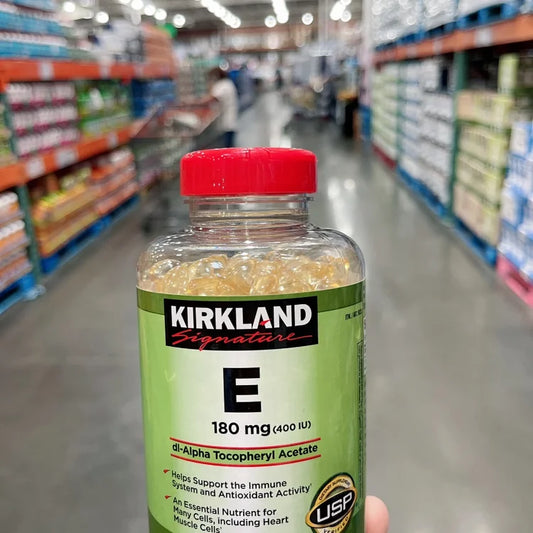 KIRKLAND
Signature
E
180 mg (400 IU)
dl-Alpha Tocopheryl Acetate
Helps Support the Immune
System and Antioxidant Activity†
An Essential Nutrient for
Many Cells, including Heart
Muscle Cells†
USP